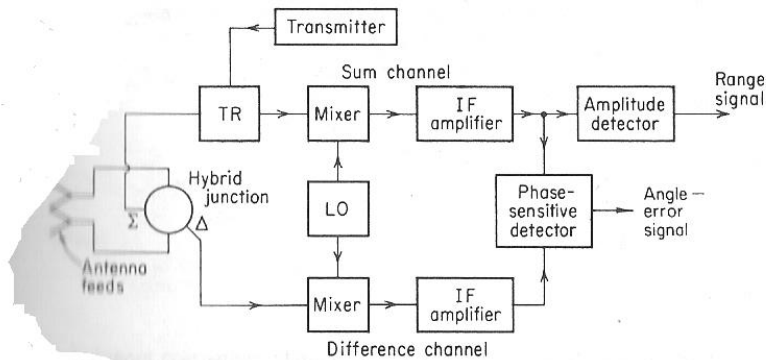 Transmitter
Sum channel
Range
signal
TR
Mixer
IF
amplifier
Amplitude
detector
Hybrid
junction
Σ
Δ
LO
Phase-
sensitive
detector
Angle-
error
signal
Antenna
feeds
Mixer
IF
amplifier
Difference channel